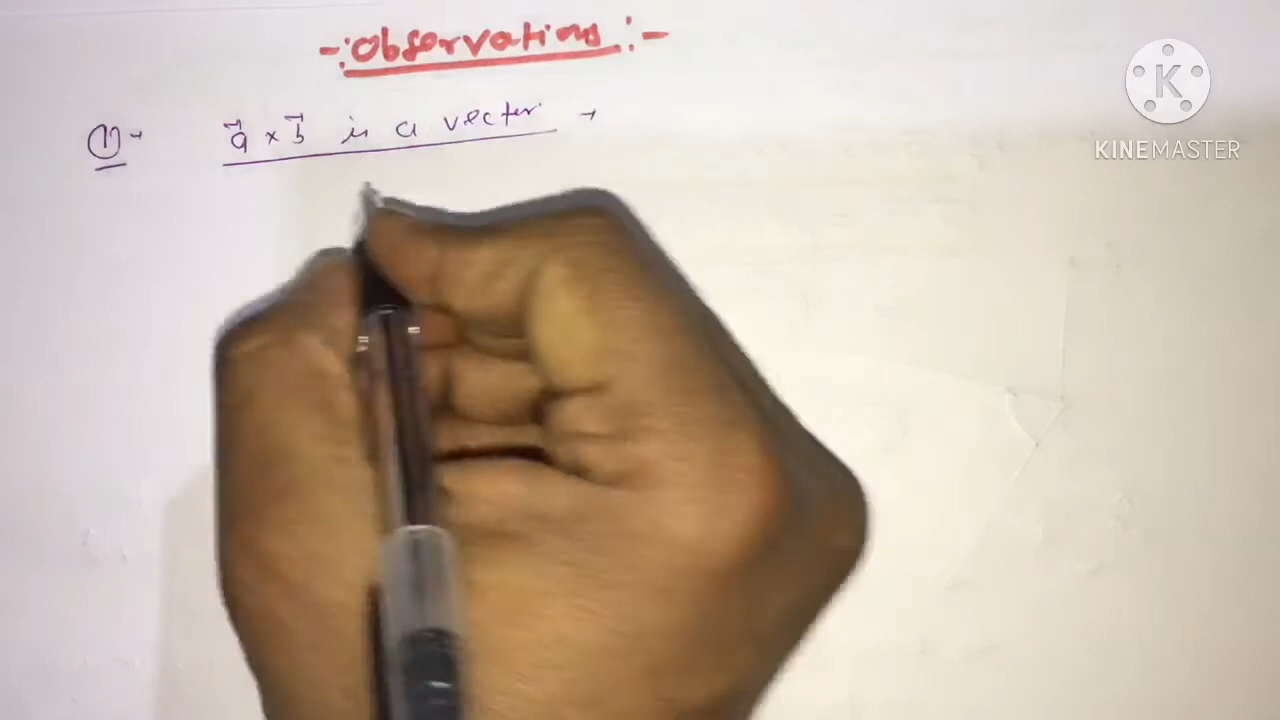 -:Observations:-
K
KINEMASTER
① → a⃗ × b⃗ is a vector →